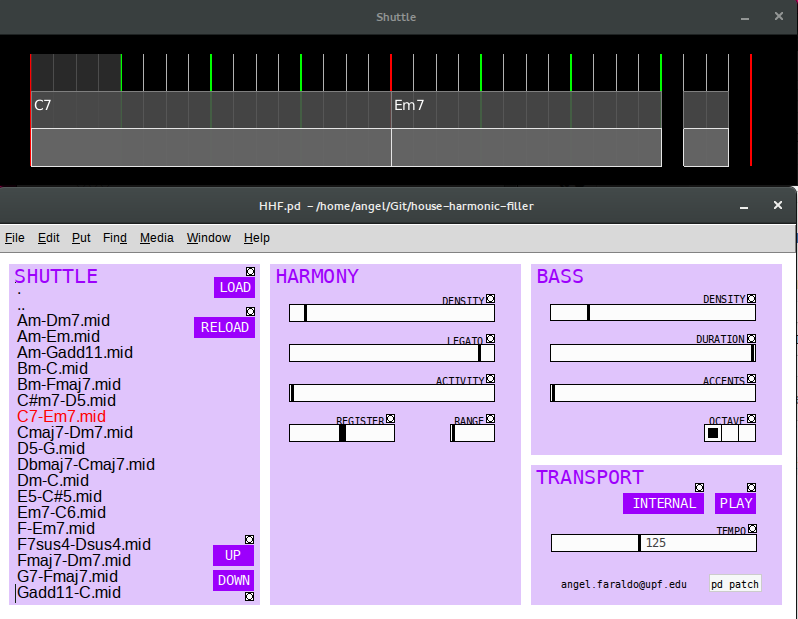 Shuttle
C7 Em7
HHF.pd - /home/angel/Git/house-harmonic-filler
File Edit Put Find Media Window Help
SHUTTLE
LOAD
RELOAD
.
..
Am-Dm7.mid
Am-Em.mid
Am-Gadd11.mid
Bm-C.mid
Bm-Fmaj7.mid
C#m7-D5.mid
C7-Em7.mid
Cmaj7-Dm7.mid
D5-G.mid
Dbmaj7-Cmaj7.mid
Dm-C.mid
E5-C#5.mid
Em7-C6.mid
F-Em7.mid
F7sus4-Dsus4.mid
Fmaj7-Dm7.mid
G7-Fmaj7.mid
Gadd11-C.mid
UP
DOWN
HARMONY
DENSITY
LEGATO
ACTIVITY
REGISTER RANGE
BASS
DENSITY
DURATION
ACCENTS
OCTAVE
TRANSPORT
INTERNAL PLAY
TEMPO
125
angel.faraldo@upf.edu pd patch